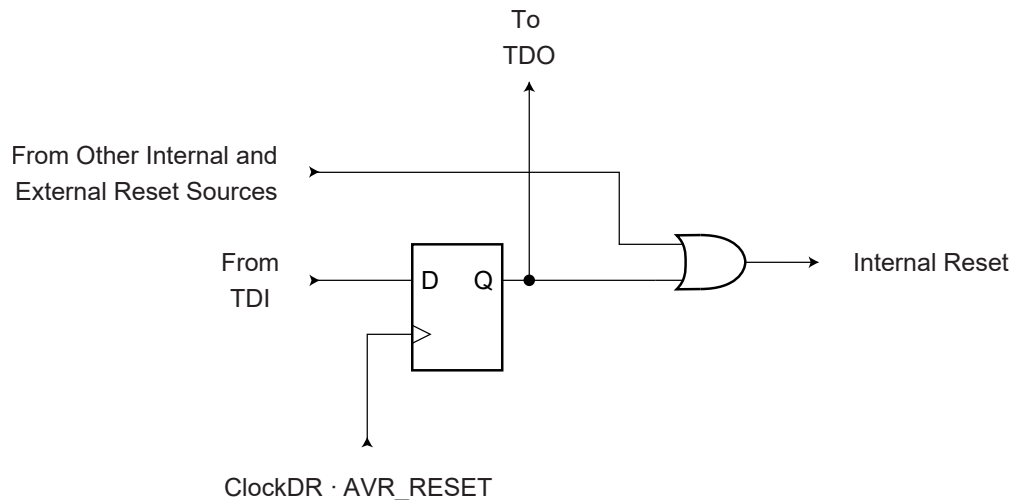 To
TDO
From Other Internal and
External Reset Sources
From
TDI
D
Q
Internal Reset
ClockDR · AVR_RESET